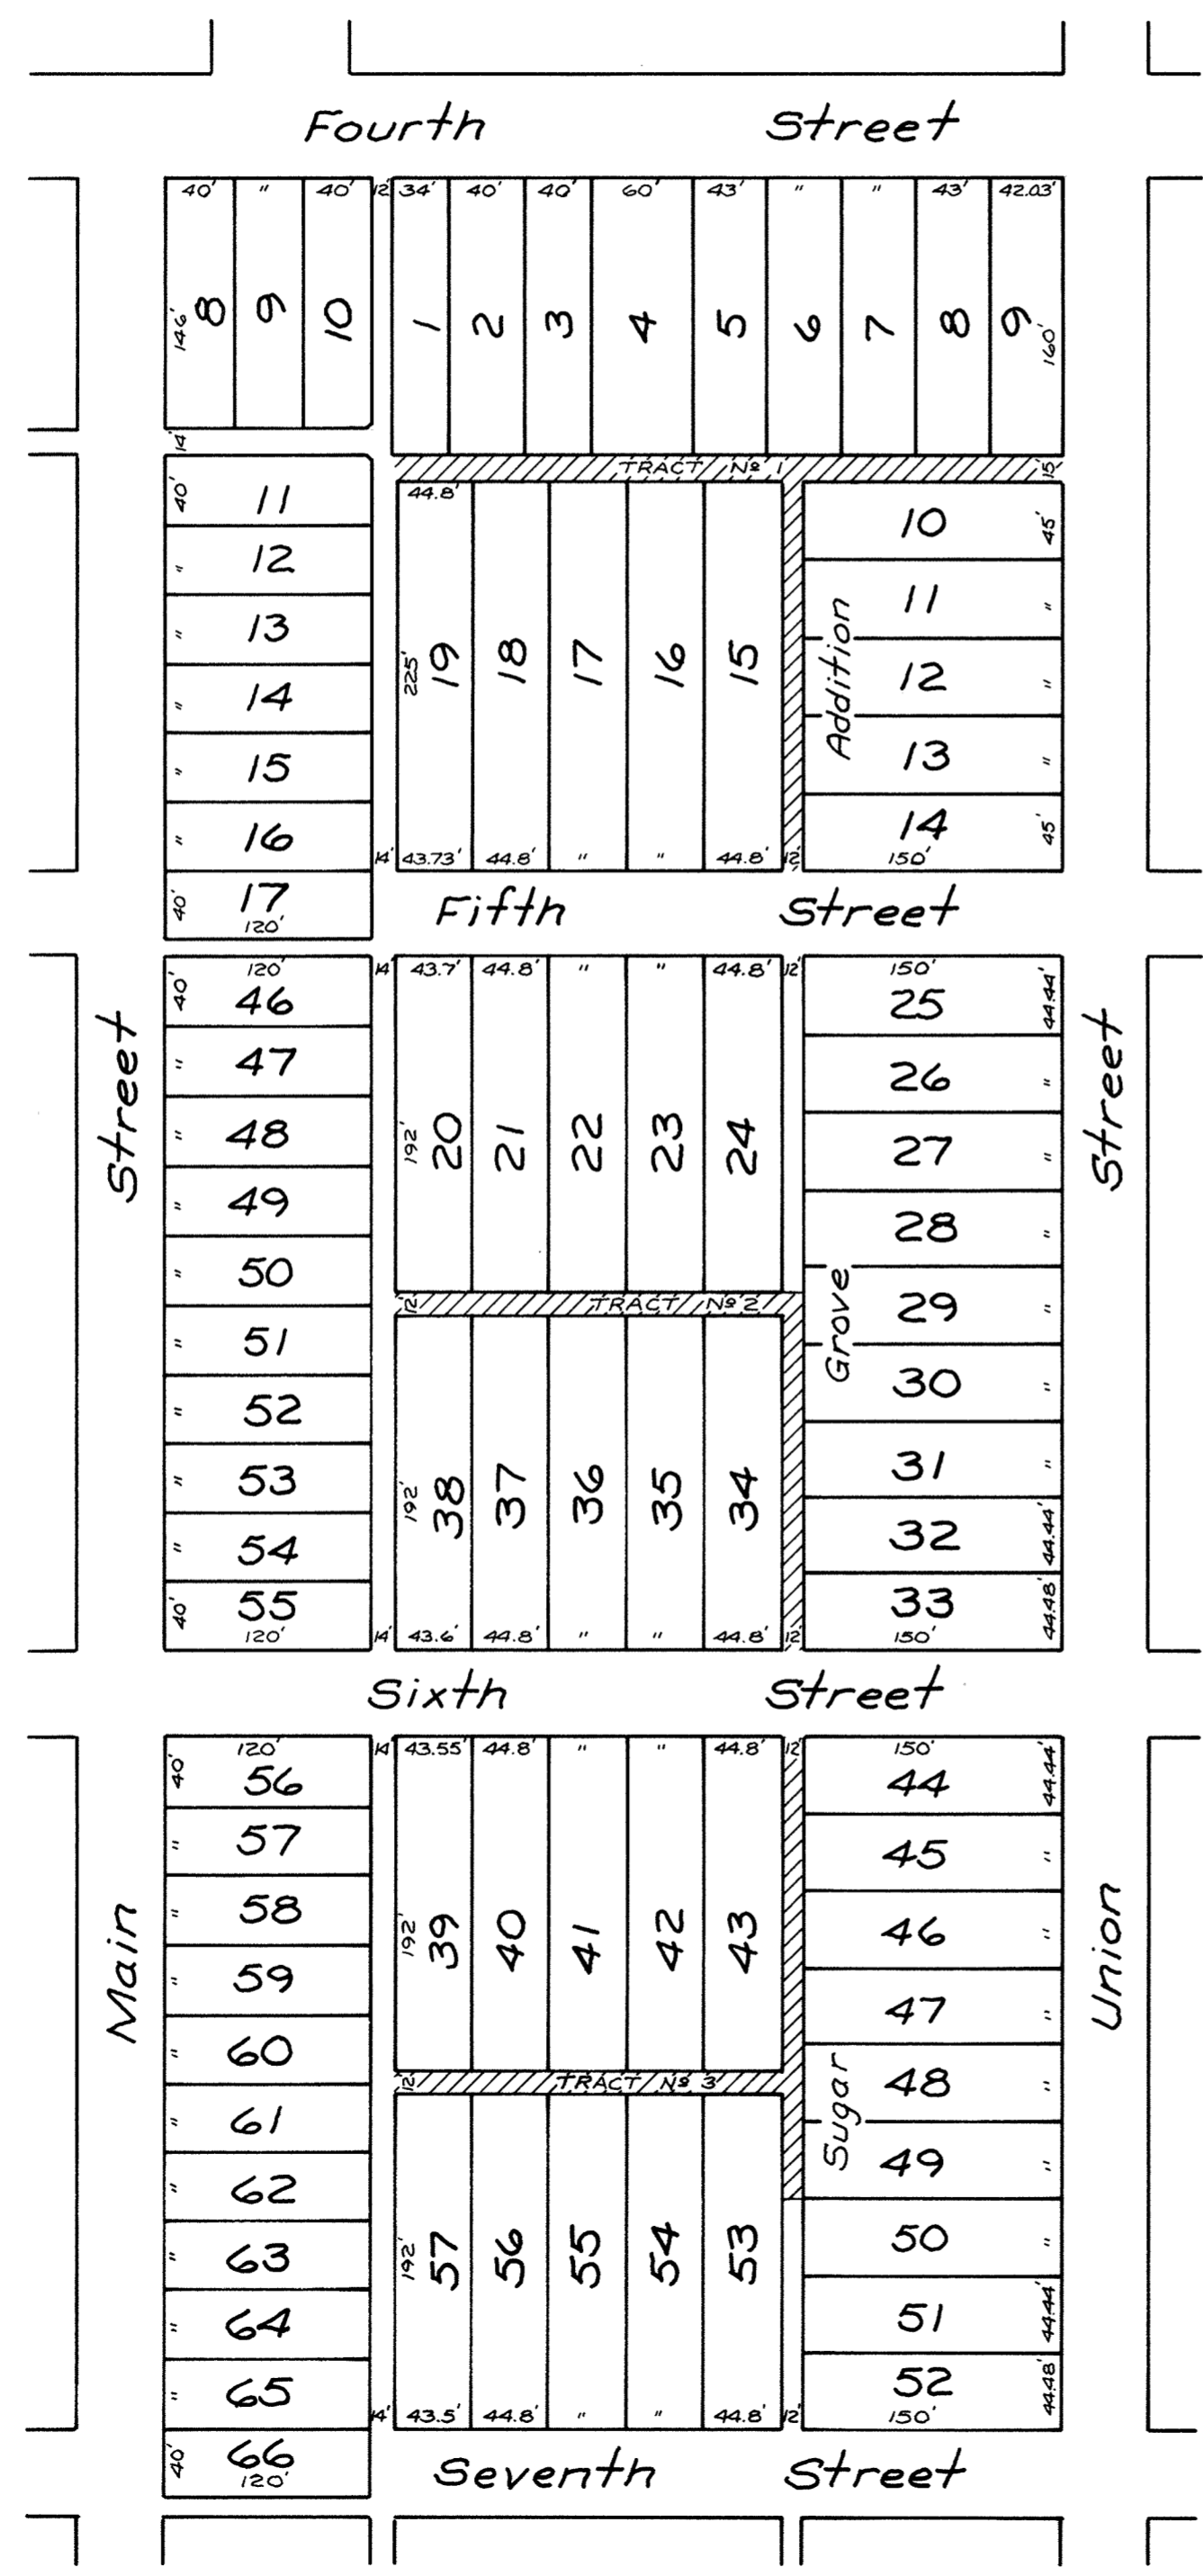 Fourth Street
40' " 40' 12' 34' 40' 40' 60' 43' " " 43' 42.03'
146' 8 9 10 1 2 3 4 5 6 7 8 9 160'
14'
TRACT Nº 1 15'
40' 11
" 12
" 13
" 14
" 15
" 16
40' 17
120'
44.8'
225' 19 18 17 16 15
14' 43.73' 44.8' " " 44.8' 12'
10 45'
11 "
12 "
13 "
14 45'
150'
Addition
Fifth Street
120'
40' 46
" 47
" 48
" 49
" 50
" 51
" 52
" 53
" 54
40' 55
120'
14' 43.7' 44.8' " " 44.8' 12'
192' 20 21 22 23 24
12' TRACT Nº 2
192' 38 37 36 35 34
14' 43.6' 44.8' " " 44.8' 12'
150'
25 44.44'
26 "
27 "
28 "
29 "
30 "
31 "
32 44.44'
33 44.48'
150'
Grove
Street
Street
Sixth Street
120'
40' 56
" 57
" 58
" 59
" 60
" 61
" 62
" 63
" 64
" 65
40' 66
120'
14' 43.55' 44.8' " " 44.8' 12'
192' 39 40 41 42 43
12' TRACT Nº 3
192' 57 56 55 54 53
14' 43.5' 44.8' " " 44.8' 12'
150'
44 44.44'
45 "
46 "
47 "
48 "
49 "
50 "
51 44.44'
52 44.48'
150'
Sugar
Main
Union
Seventh Street